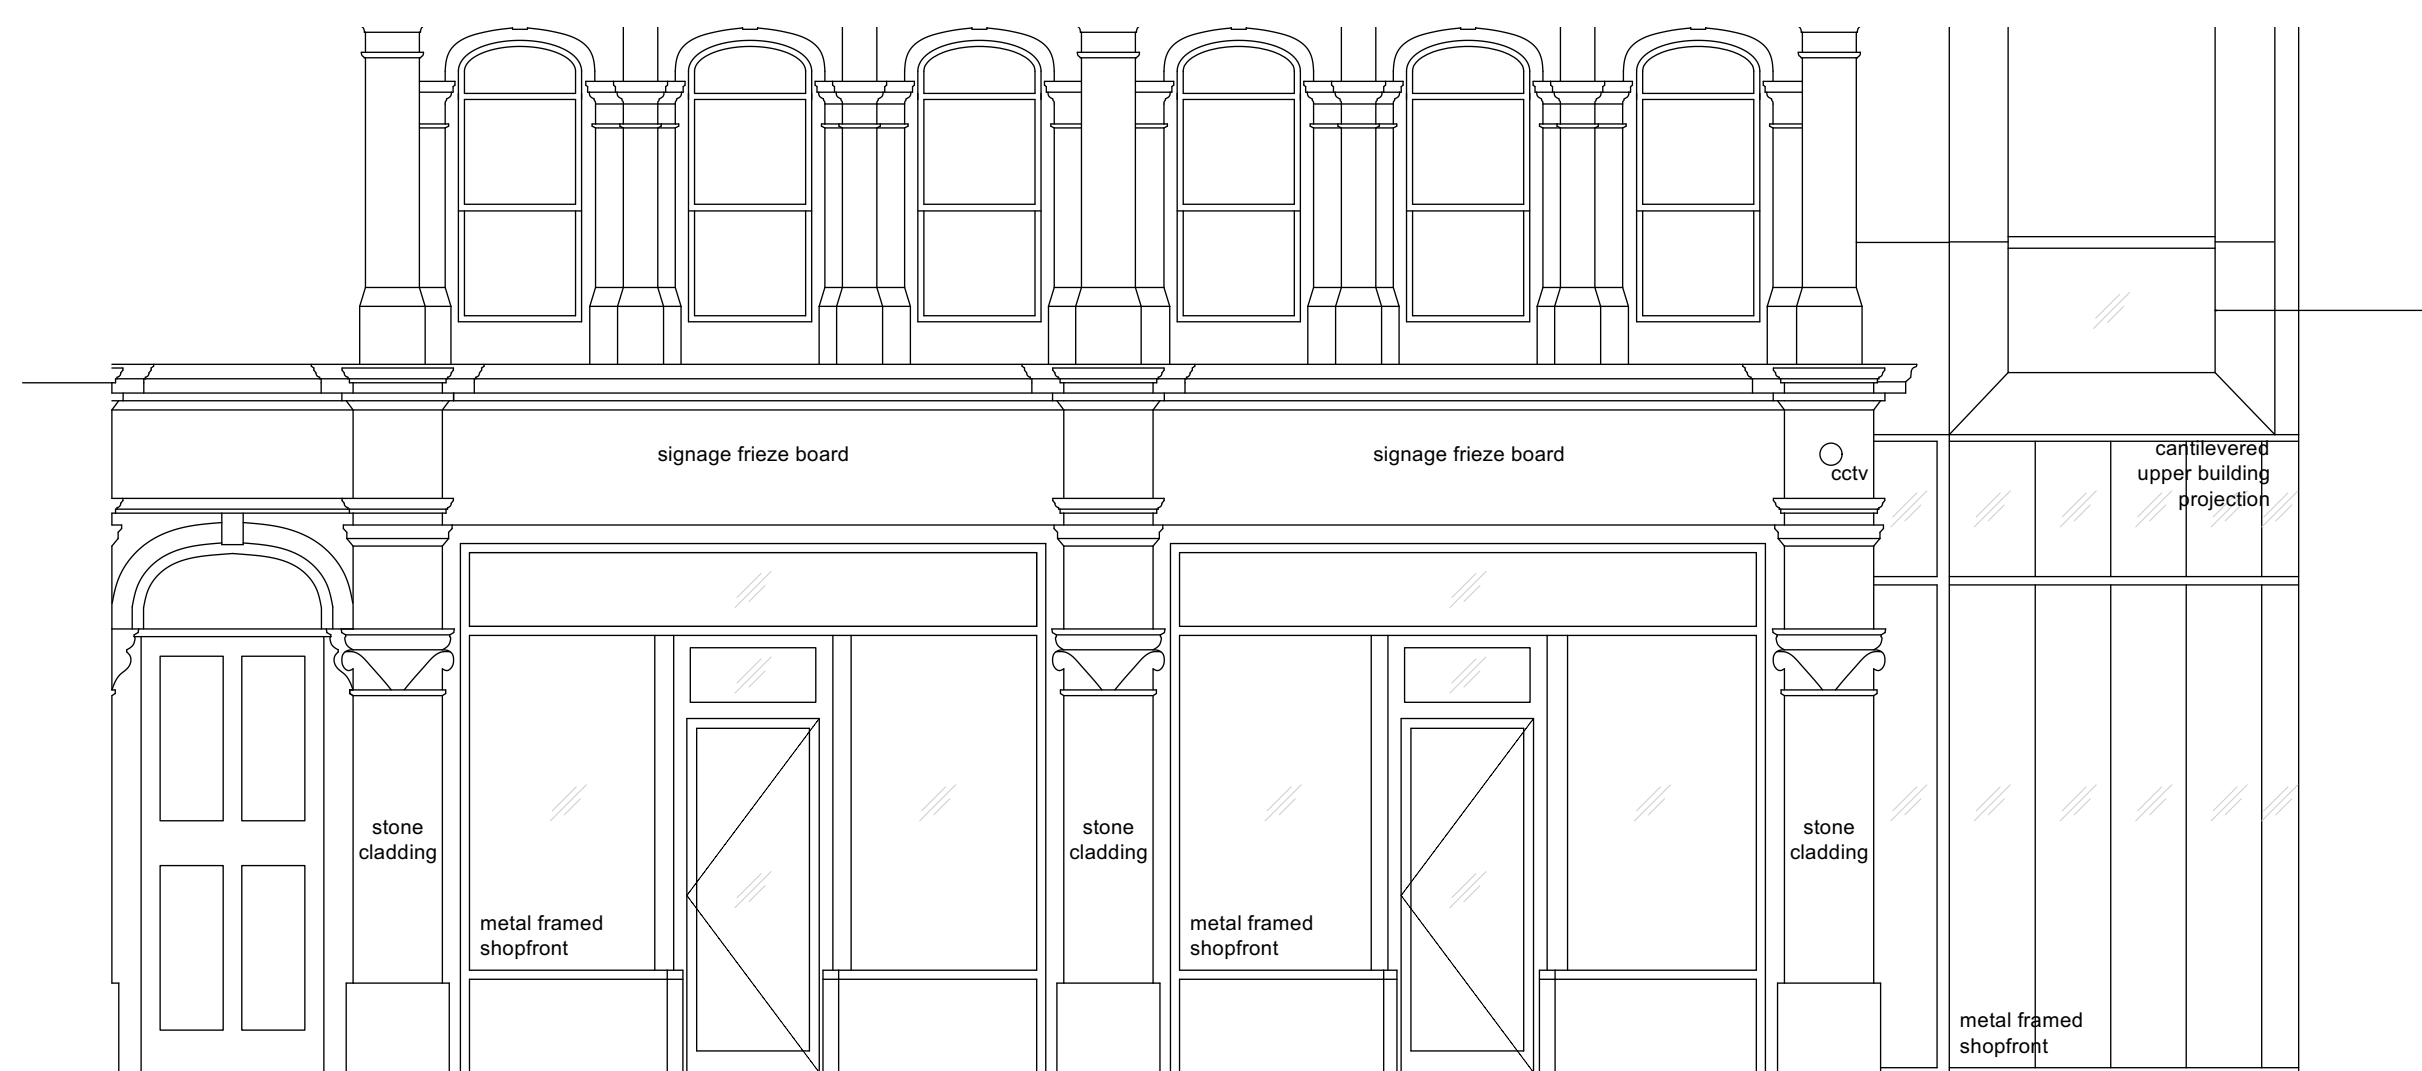 signage frieze board
signage frieze board
cctv
cantilevered
upper building
projection
stone
cladding
stone
cladding
stone
cladding
metal framed
shopfront
metal framed
shopfront
metal framed
shopfront